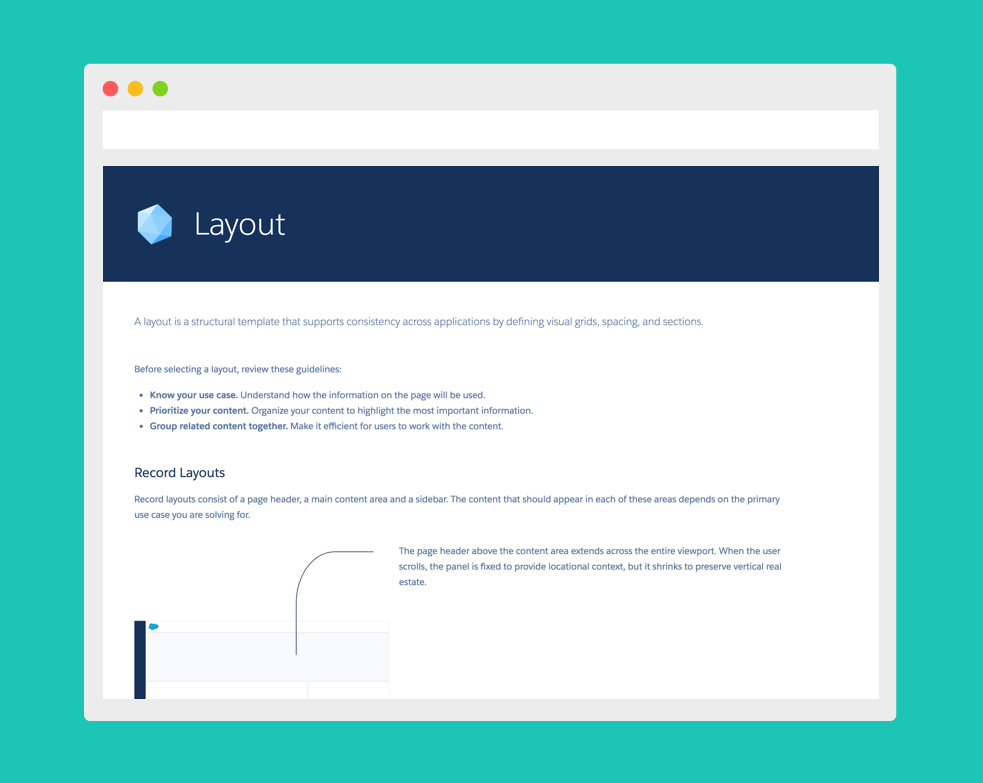 Layout
A layout is a structural template that supports consistency across applications by defining visual grids, spacing, and sections.
Before selecting a layout, review these guidelines:
• Know your use case. Understand how the information on the page will be used.
• Prioritize your content. Organize your content to highlight the most important information.
• Group related content together. Make it efficient for users to work with the content.
Record Layouts
Record layouts consist of a page header, a main content area and a sidebar. The content that should appear in each of these areas depends on the primary
use case you are solving for.
The page header above the content area extends across the entire viewport. When the user
scrolls, the panel is fixed to provide locational context, but it shrinks to preserve vertical real
estate.